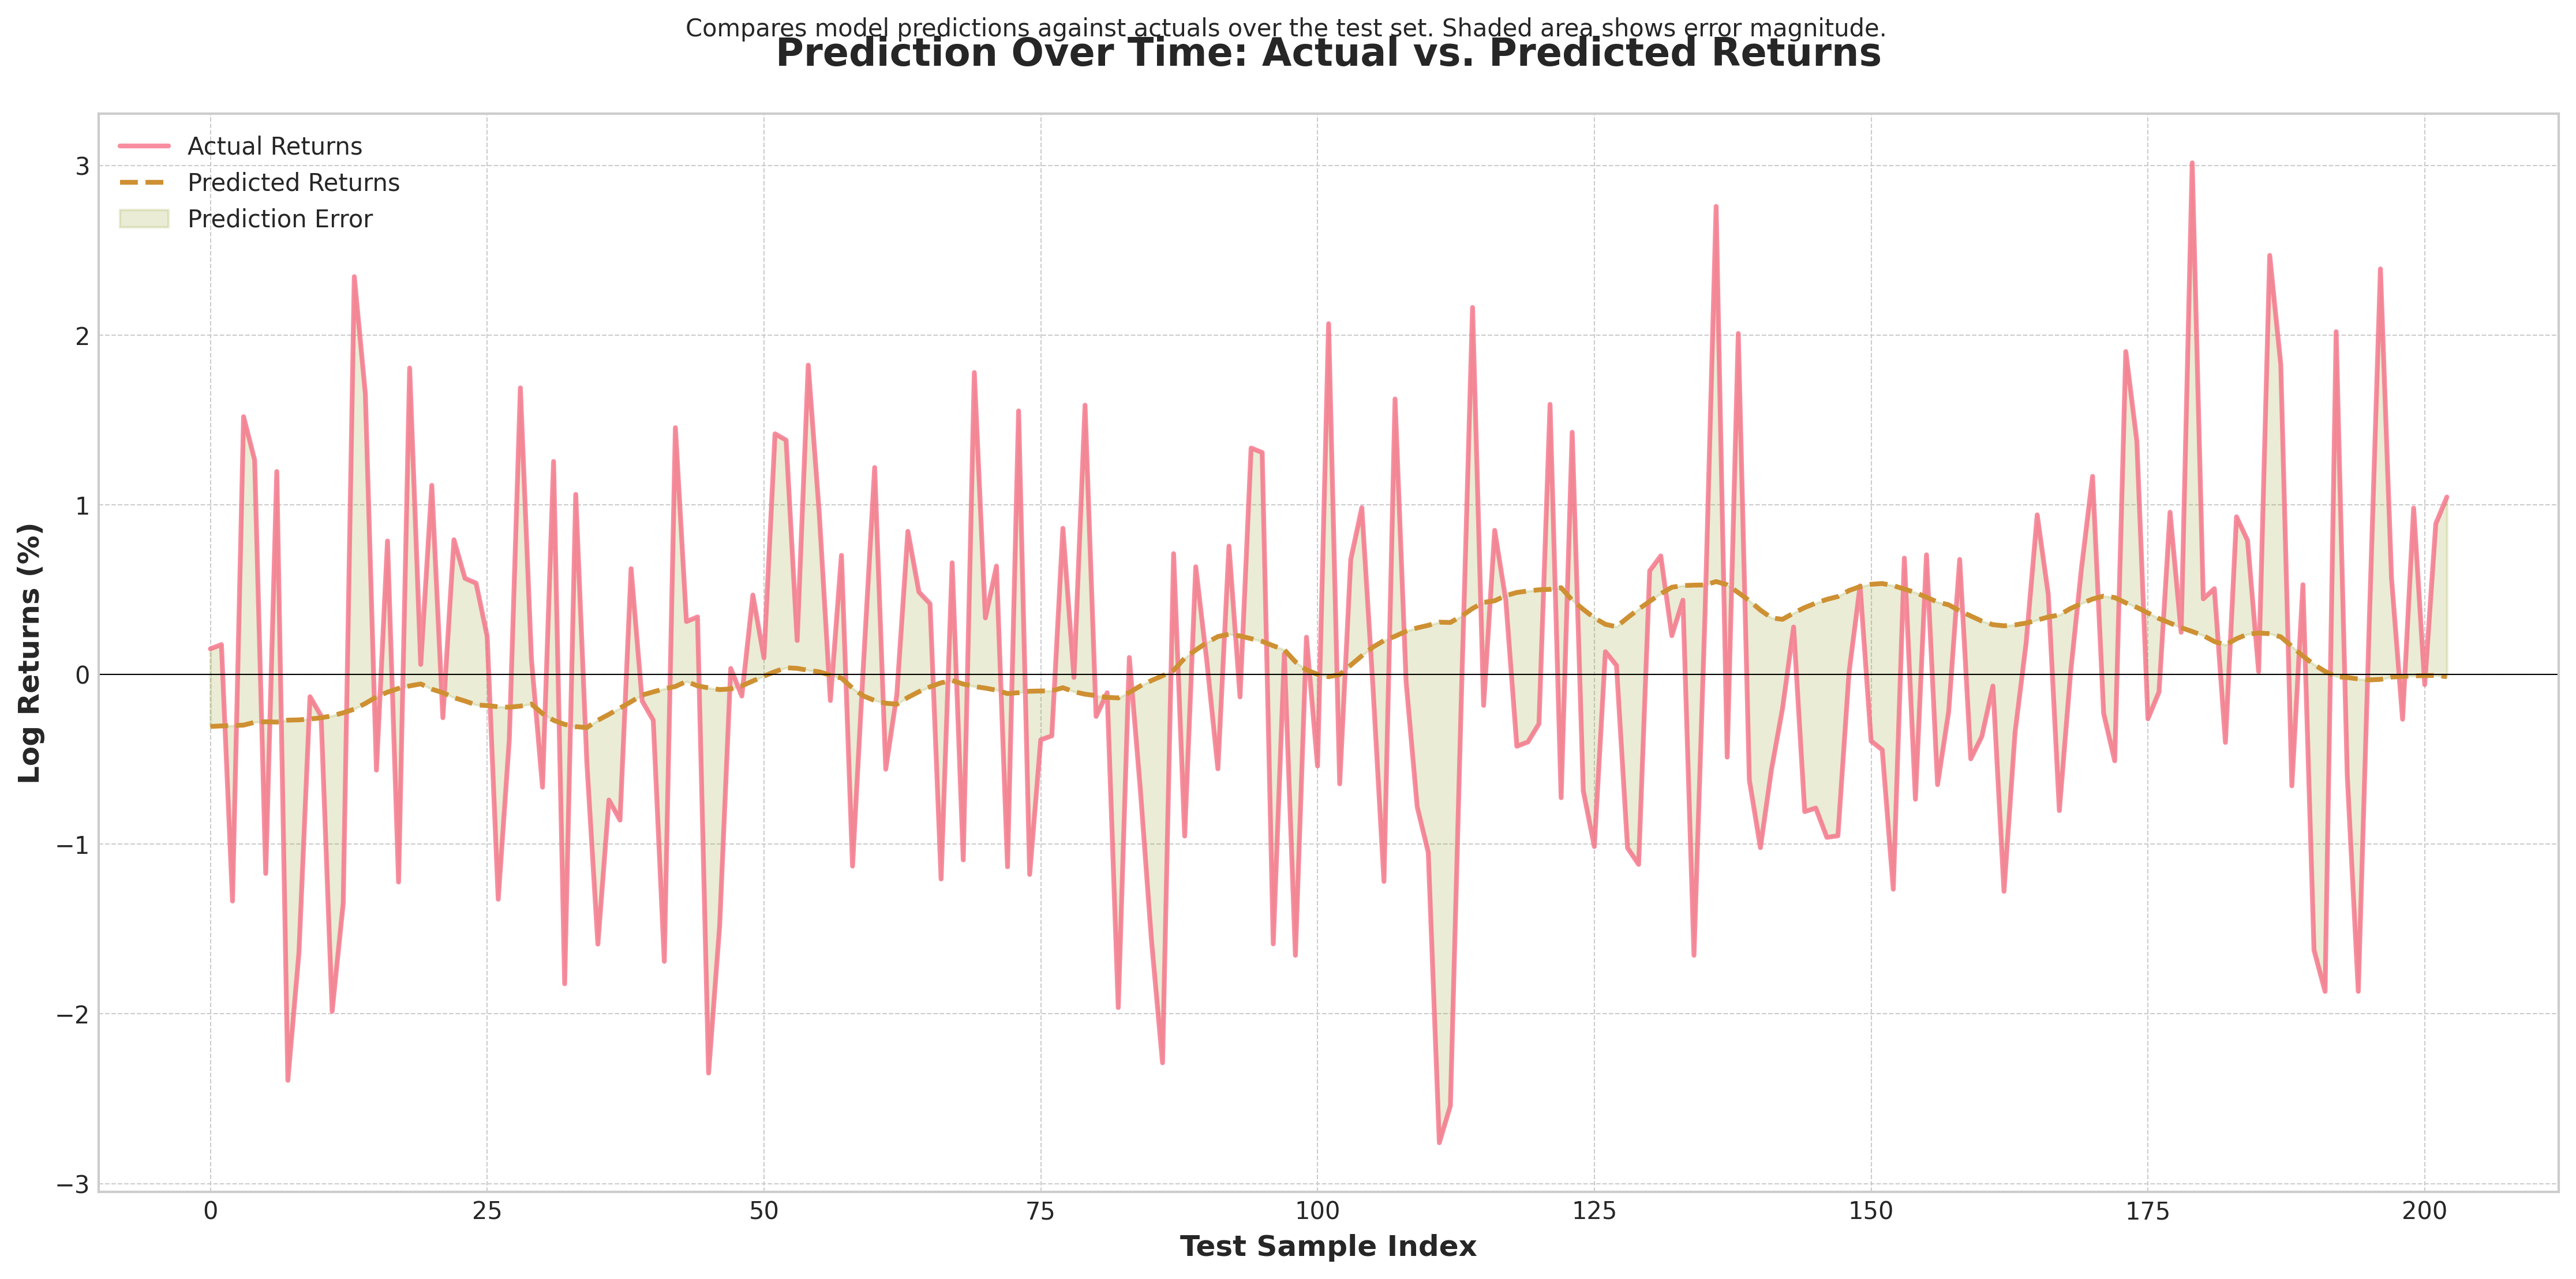 Compares model predictions against actuals over the test set. Shaded area shows error magnitude.
Prediction Over Time: Actual vs. Predicted Returns
Actual Returns
Predicted Returns
Prediction Error
Log Returns (%)
3
2
1
0
−1
−2
−3
0 25 50 75 100 125 150 175 200
Test Sample Index